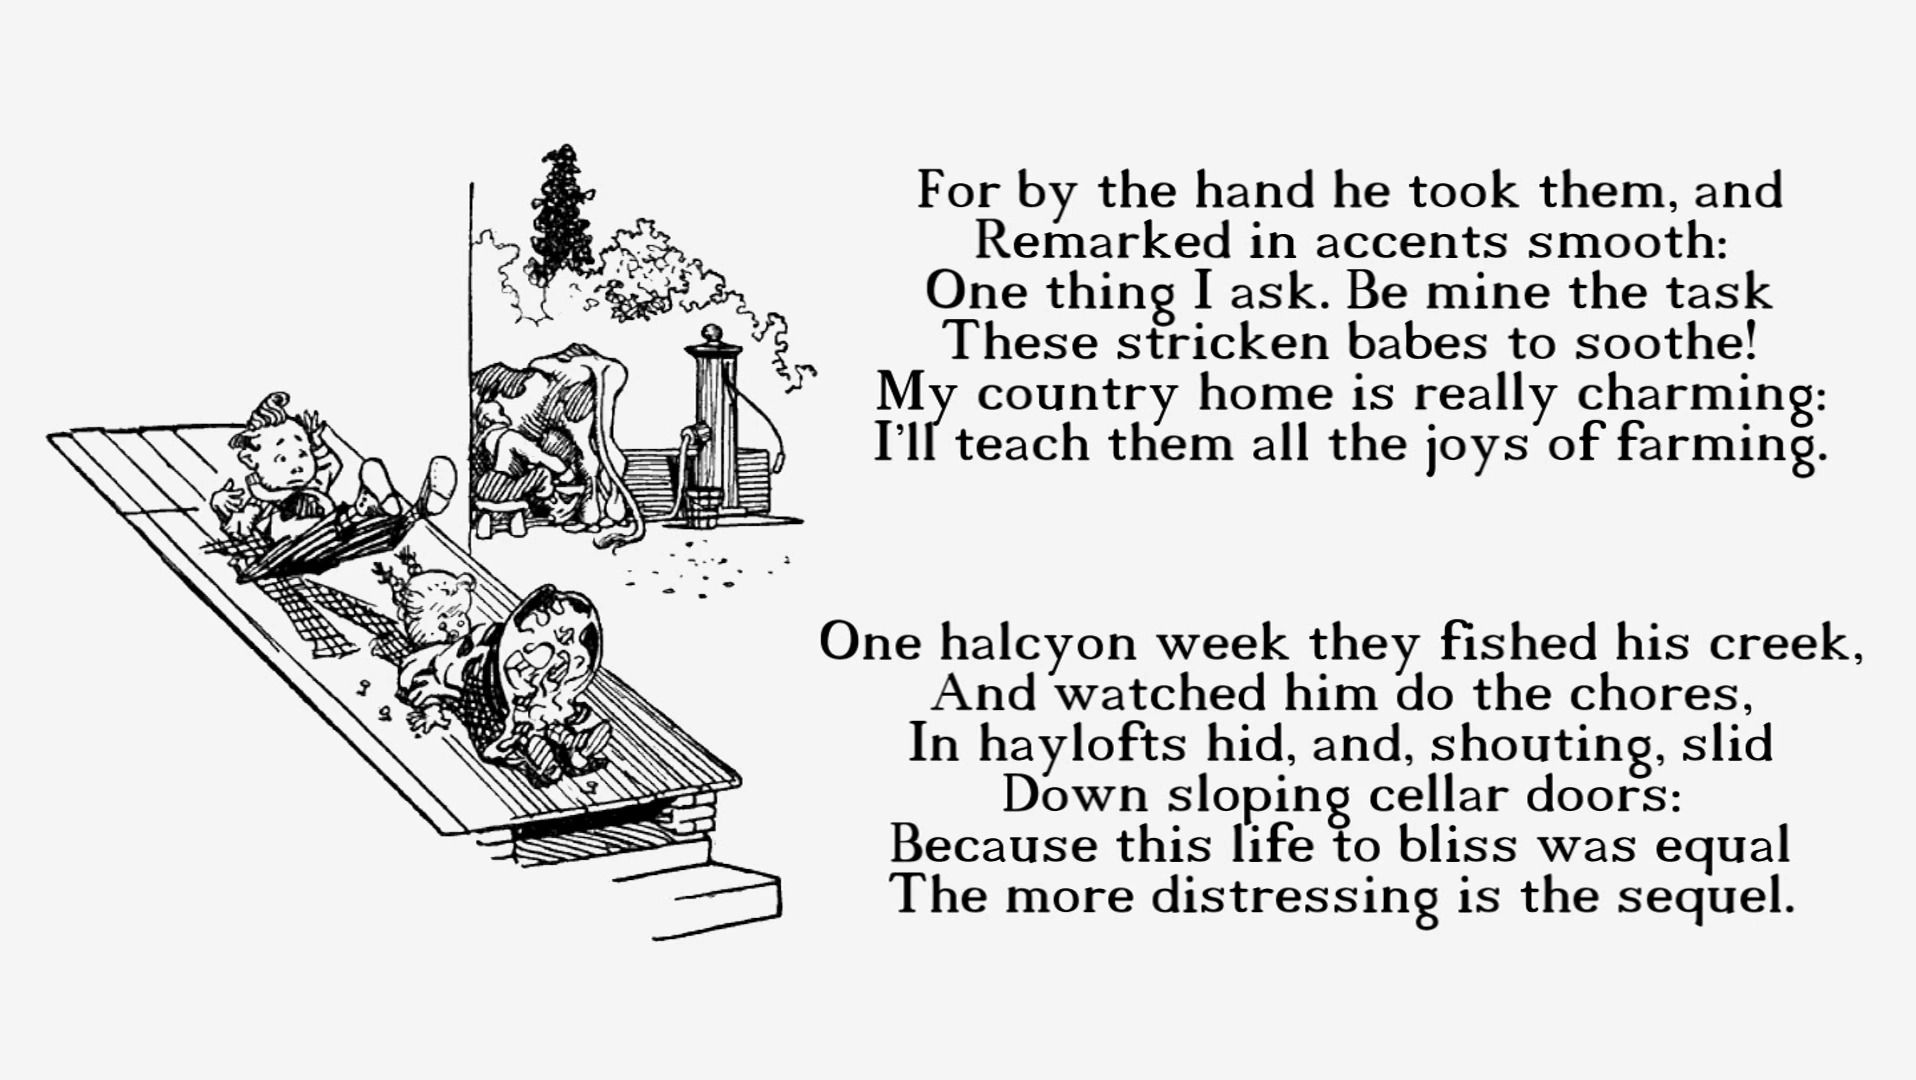 For by the hand he took them, and
Remarked in accents smooth:
One thing I ask. Be mine the task
These stricken babes to soothe!
My country home is really charming:
I'll teach them all the joys of farming.
One halcyon week they fished his creek,
And watched him do the chores,
In haylofts hid, and, shouting, slid
Down sloping cellar doors:
Because this life to bliss was equal
The more distressing is the sequel.